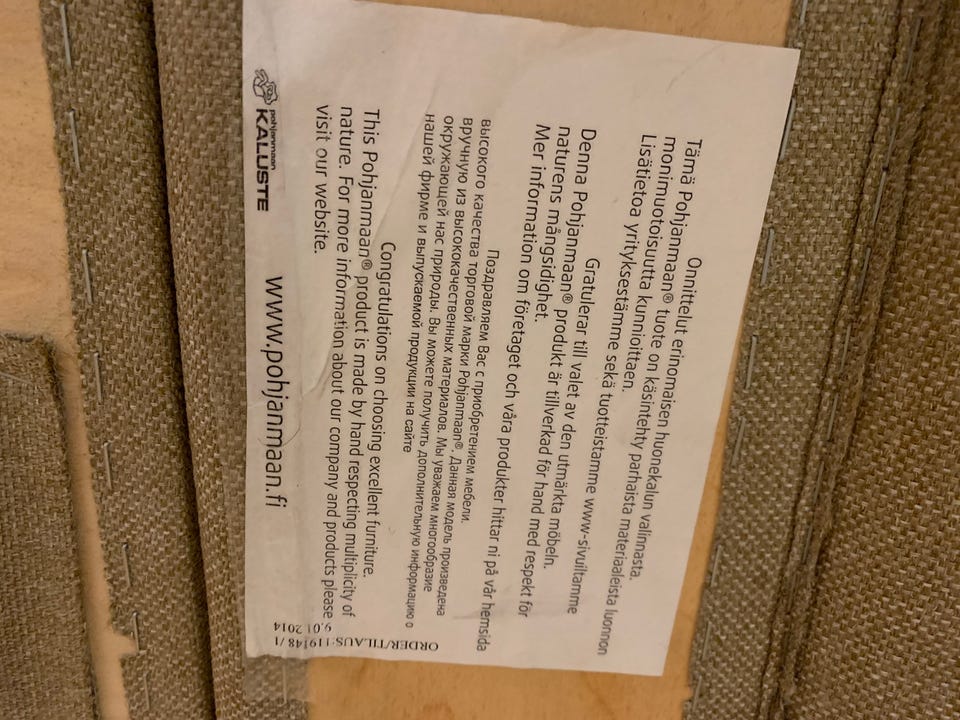 Onnittelut erinomaisen huonekalun valinnasta.
Tämä Pohjanmaan® tuote on käsintehty parhaista materiaaleista luonnon
monimuotoisuutta kunnioittaen.
Lisätietoa yrityksestämme sekä tuotteistamme www-sivuiltamme
Gratulerar till valet av den utmärkta möbeln.
Denna Pohjanmaan® produkt är tillverkad för hand med respekt för
naturens mångsidighet.
Mer information om företaget och våra produkter hittar ni på vår hemsida
Поздравляем Вас с приобретением мебели
высокого качества торговой марки Pohjanmaan®. Данная модель произведена
вручную из высококачественных материалов. Мы уважаем многообразие
окружающей нас природы. Вы можете получить дополнительную информацию о
нашей фирме и выпускаемой продукции на сайте
Congratulations on choosing excellent furniture.
This Pohjanmaan® product is made by hand respecting multiplicity of
nature. For more information about our company and products please
visit our website.
pohjanmaan
KALUSTE
www.pohjanmaan.fi
ORDER/TILAUS:119148/1
9.01.2014